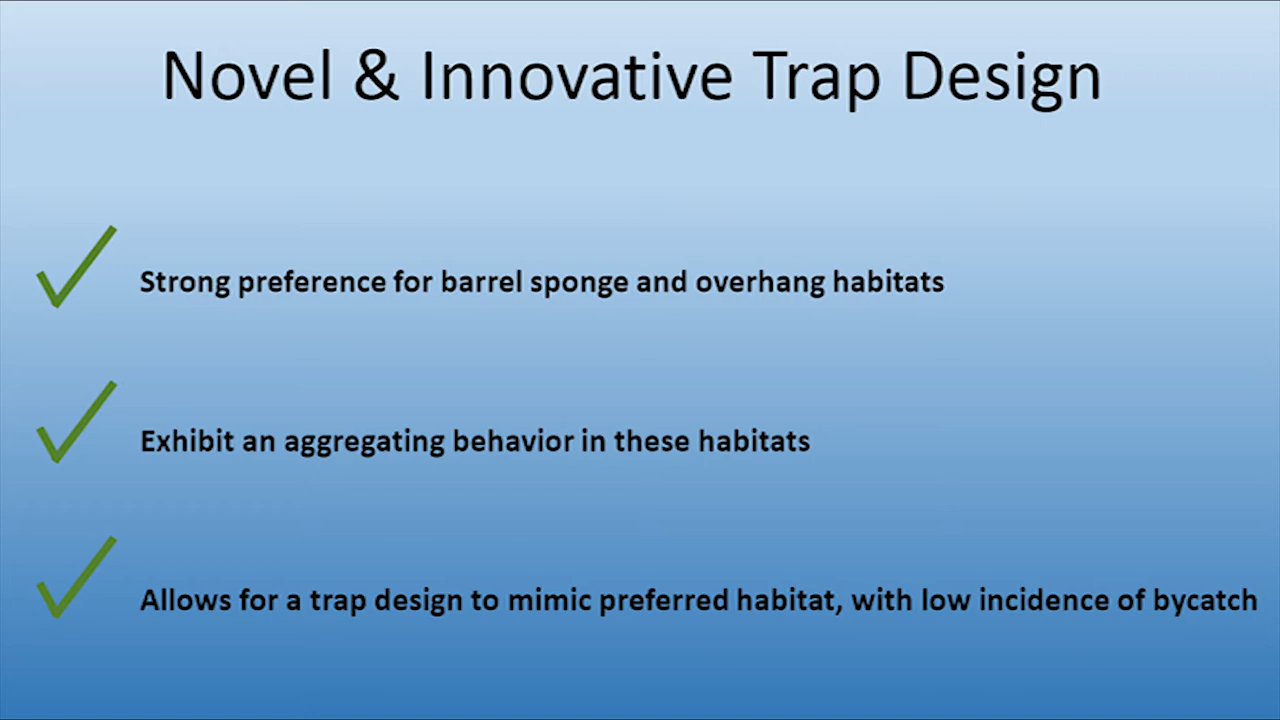 Novel & Innovative Trap Design
Strong preference for barrel sponge and overhang habitats
Exhibit an aggregating behavior in these habitats
Allows for a trap design to mimic preferred habitat, with low incidence of bycatch